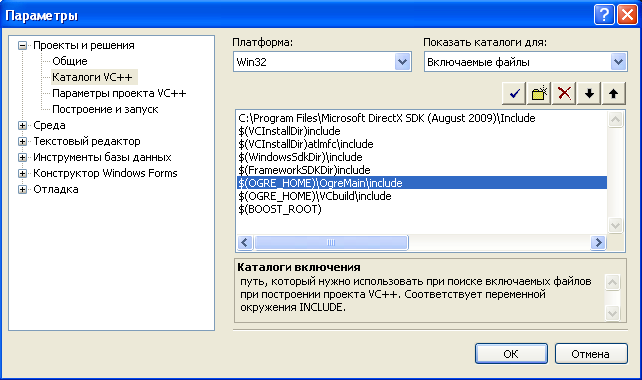 Параметры
Проекты и решения
Общие
Каталоги VC++
Параметры проекта VC++
Построение и запуск
Среда
Текстовый редактор
Инструменты базы данных
Конструктор Windows Forms
Отладка
Платформа:
Win32
Показать каталоги для:
Включаемые файлы
C:\Program Files\Microsoft DirectX SDK (August 2009)\Include
$(VCInstallDir)include
$(VCInstallDir)atlmfc\include
$(WindowsSdkDir)\include
$(FrameworkSDKDir)include
$(OGRE_HOME)\OgreMain\include
$(OGRE_HOME)\VCbuild\include
$(BOOST_ROOT)
Каталоги включения
путь, который нужно использовать при поиске включаемых файлов
при построении проекта VC++. Соответствует переменной
окружения INCLUDE.
OK
Отмена